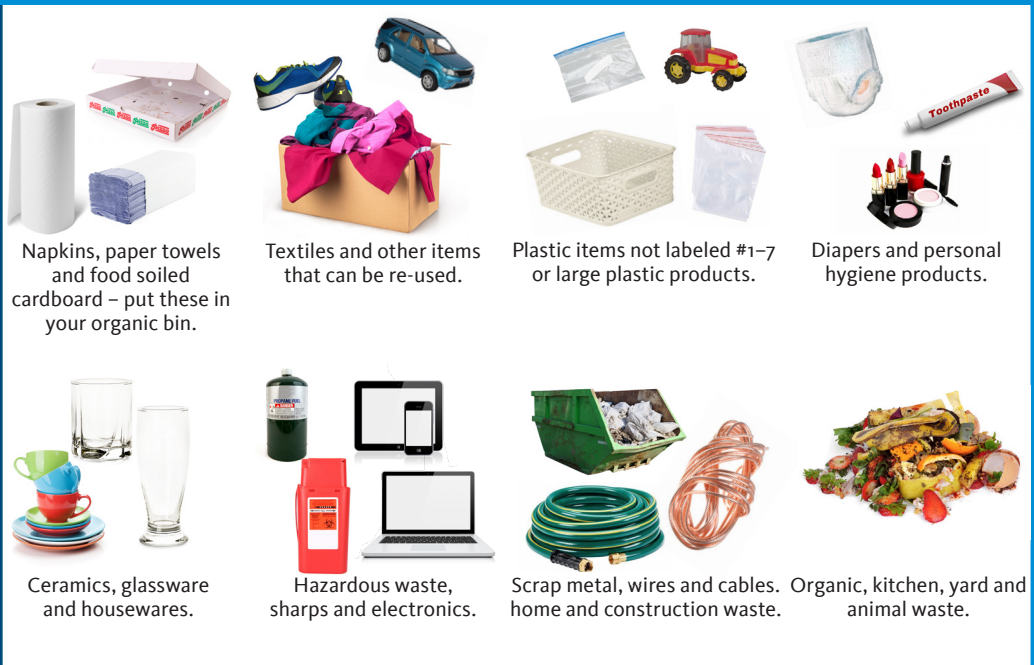 Toothpaste
Napkins, paper towels
and food soiled
cardboard – put these in
your organic bin.
Textiles and other items
that can be re-used.
Plastic items not labeled #1–7
or large plastic products.
Diapers and personal
hygiene products.
PROPANE FUEL
Ceramics, glassware
and housewares.
Hazardous waste,
sharps and electronics.
Scrap metal, wires and cables.
home and construction waste.
Organic, kitchen, yard and
animal waste.